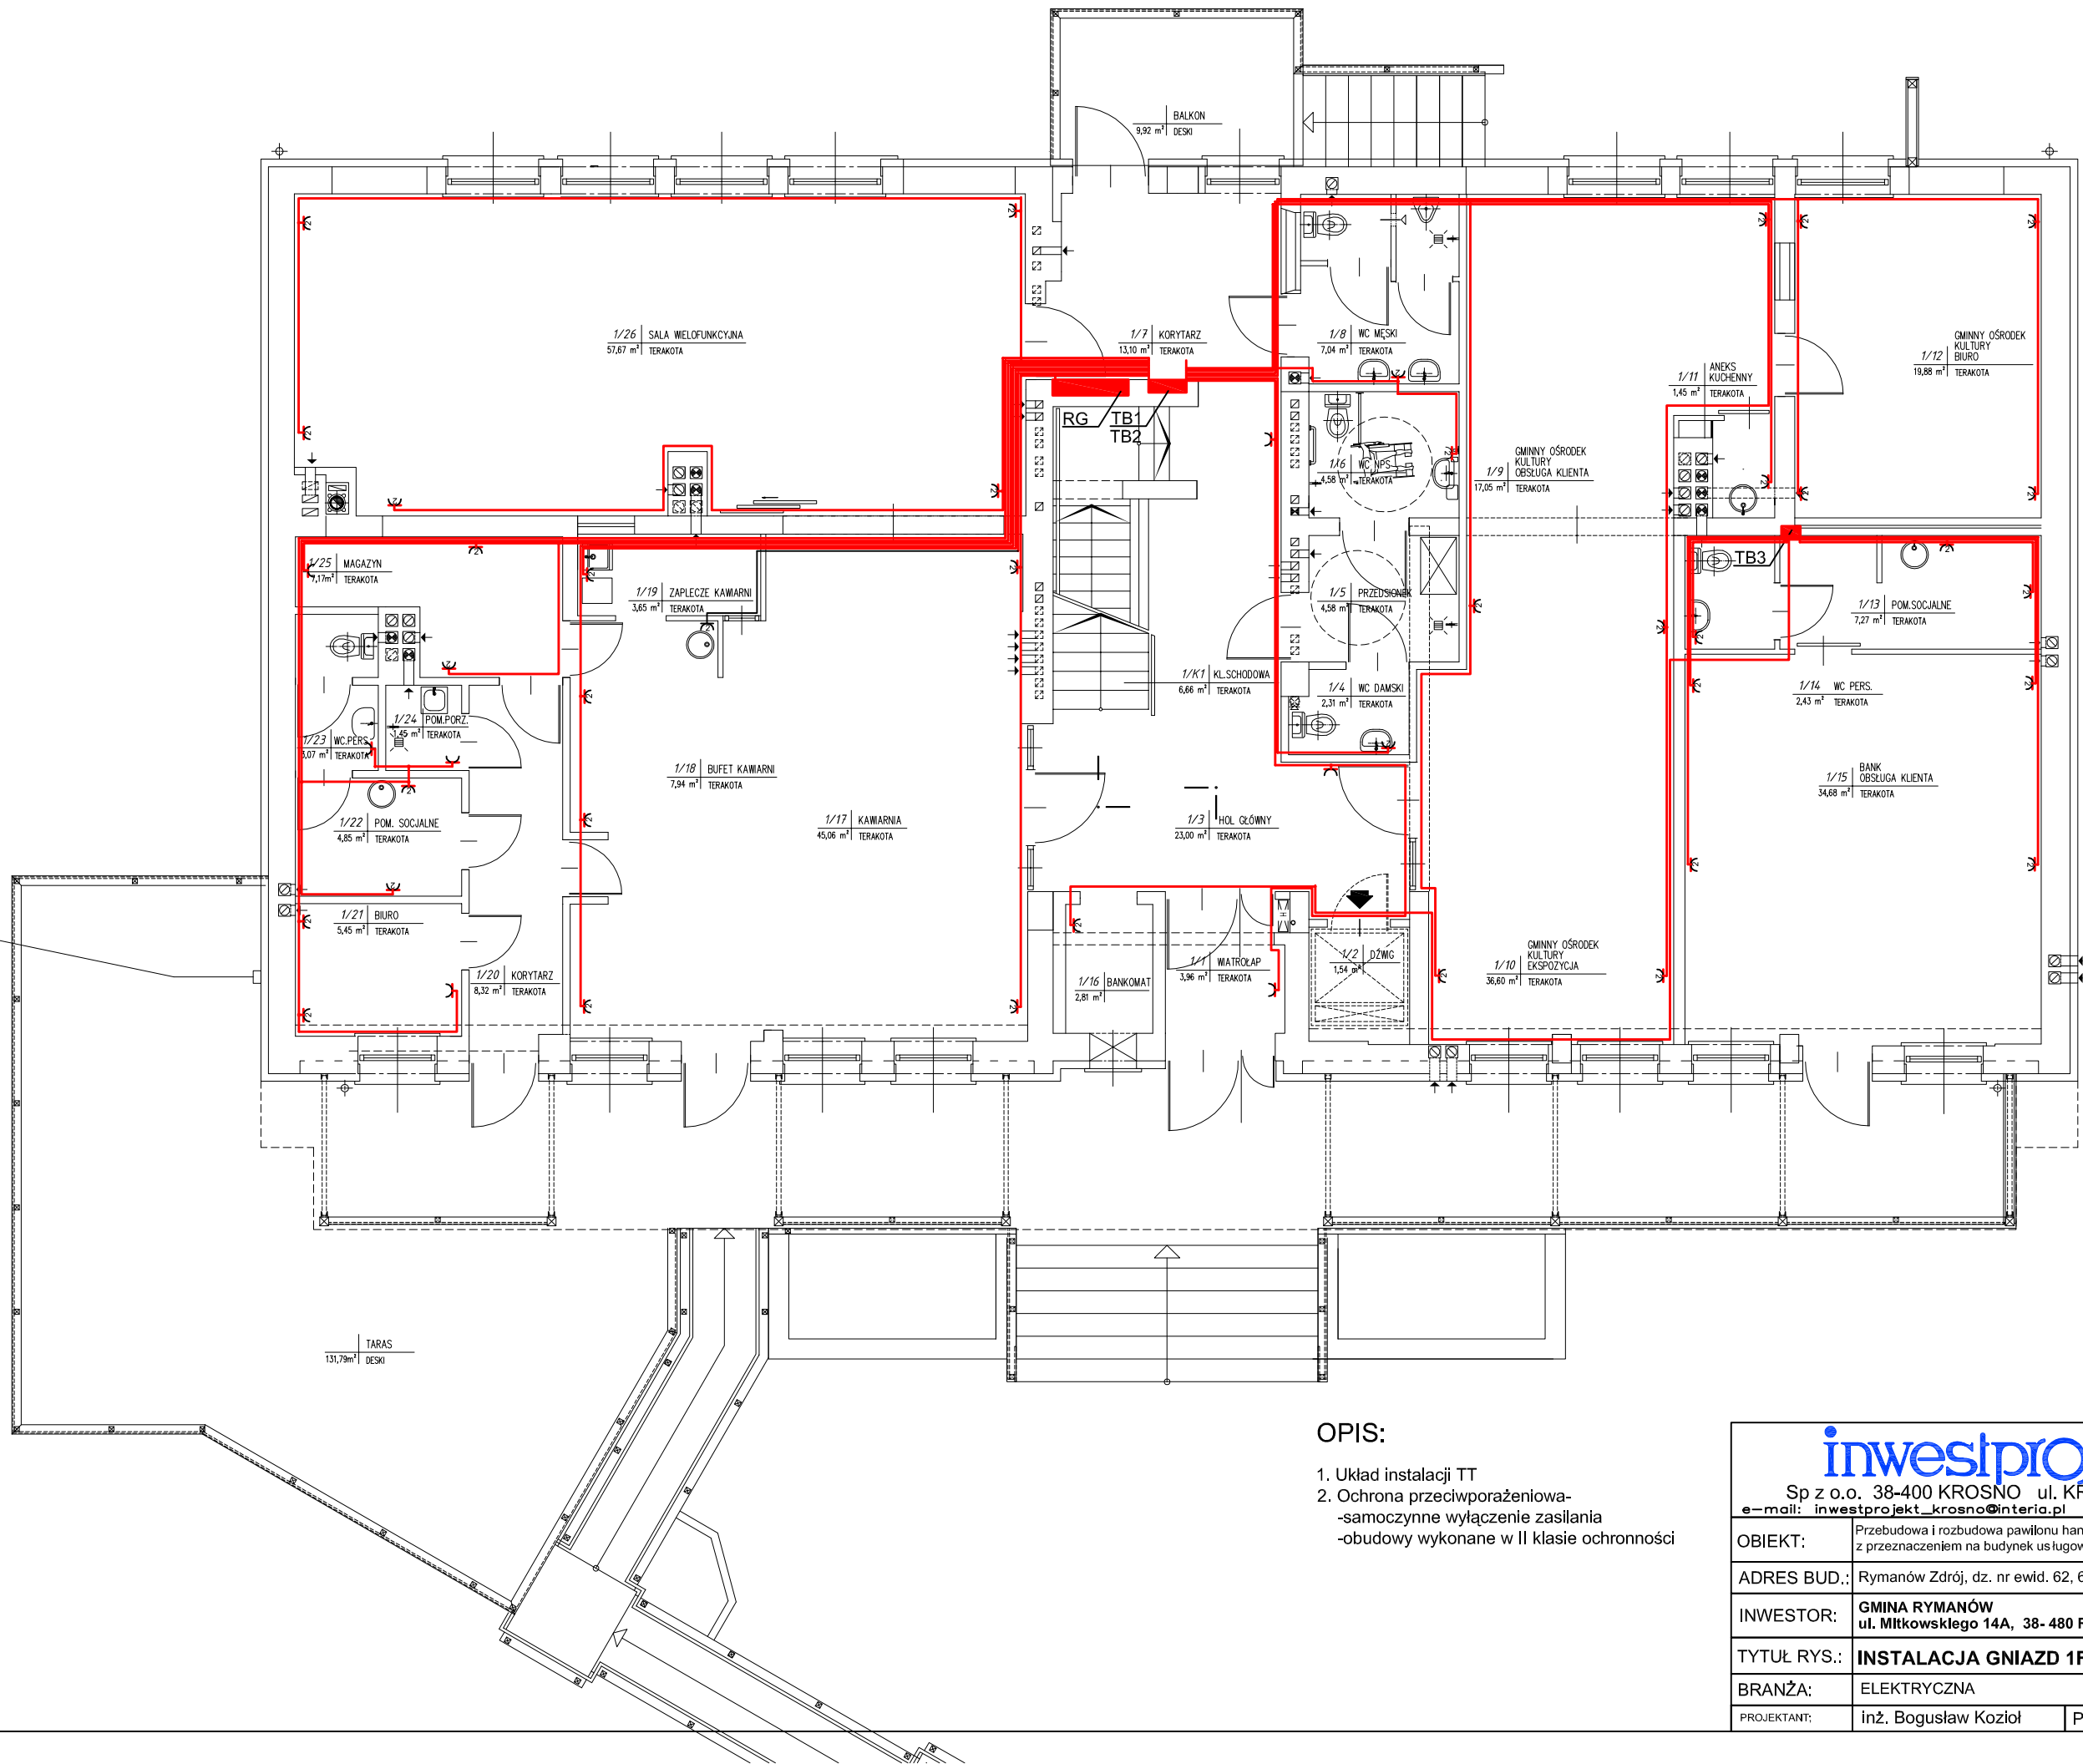 BALKON
9,92 m² DESKI
1/26 SALA WIELOFUNKCYJNA
57,67 m² TERAKOTA
1/7 KORYTARZ
13,10 m² TERAKOTA
1/8 WC MĘSKI
7,04 m² TERAKOTA
GMINNY OŚRODEK
KULTURY
1/12 BIURO
19,88 m² TERAKOTA
ANEKS
1/11 KUCHENNY
1,45 m² TERAKOTA
RG TB1
TB2
1/6 WC NPS
4,58 m² TERAKOTA
GMINNY OŚRODEK
KULTURY
1/9 OBSŁUGA KLIENTA
17,05 m² TERAKOTA
TB3
1/25 MAGAZYN
7,17m² TERAKOTA
1/19 ZAPLECZE KAWIARNI
3,65 m² TERAKOTA
1/5 PRZEDSIONEK
4,58 m² TERAKOTA
1/13 POM.SOCJALNE
7,27 m² TERAKOTA
1/K1 KL.SCHODOWA
6,66 m² TERAKOTA
1/4 WC DAMSKI
2,31 m² TERAKOTA
1/14 WC PERS.
2,43 m² TERAKOTA
1/24 POM.PORZ.
1,45 m² TERAKOTA
1/23 WC.PERS.
3,07 m² TERAKOTA
1/18 BUFET KAWIARNI
7,94 m² TERAKOTA
BANK
1/15 OBSŁUGA KLIENTA
34,68 m² TERAKOTA
1/22 POM. SOCJALNE
4,85 m² TERAKOTA
1/17 KAWIARNIA
45,06 m² TERAKOTA
1/3 HOL GŁÓWNY
23,00 m² TERAKOTA
1/21 BIURO
5,45 m² TERAKOTA
1/20 KORYTARZ
8,32 m² TERAKOTA
1/16 BANKOMAT
2,81 m²
1/1 WIATROŁAP
3,96 m² TERAKOTA
1/2 DŹWIG
1,54 m²
GMINNY OŚRODEK
KULTURY
1/10 EKSPOZYCJA
36,60 m² TERAKOTA
TARAS
131,79m² DESKI
OPIS:
1. Układ instalacji TT
2. Ochrona przeciwporażeniowa-
-samoczynne wyłączenie zasilania
-obudowy wykonane w II klasie ochronności
inwestpro
Sp z o.o. 38-400 KROSNO ul. KR
e-mail: inwestprojekt_krosno@interia.pl
OBIEKT: Przebudowa i rozbudowa pawilonu han
z przeznaczeniem na budynek usługow
ADRES BUD.: Rymanów Zdrój, dz. nr ewid. 62, 6
INWESTOR: GMINA RYMANÓW
ul. Mitkowskiego 14A, 38- 480 R
TYTUŁ RYS.: INSTALACJA GNIAZD 1F
BRANŻA: ELEKTRYCZNA
PROJEKTANT: inż. Bogusław Kozioł P